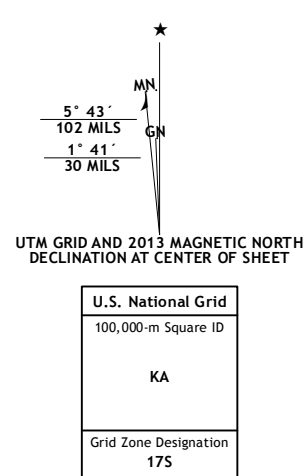 ★
MN
5° 43´
102 MILS
GN
1° 41´
30 MILS
UTM GRID AND 2013 MAGNETIC NORTH
DECLINATION AT CENTER OF SHEET
U.S. National Grid
100,000-m Square ID
KA
Grid Zone Designation
17S